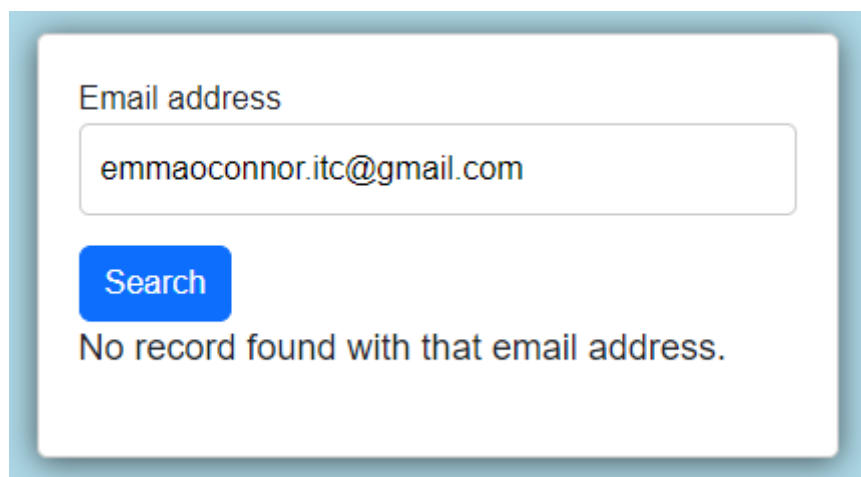 Email address
emmaoconnor.itc@gmail.com
Search
No record found with that email address.